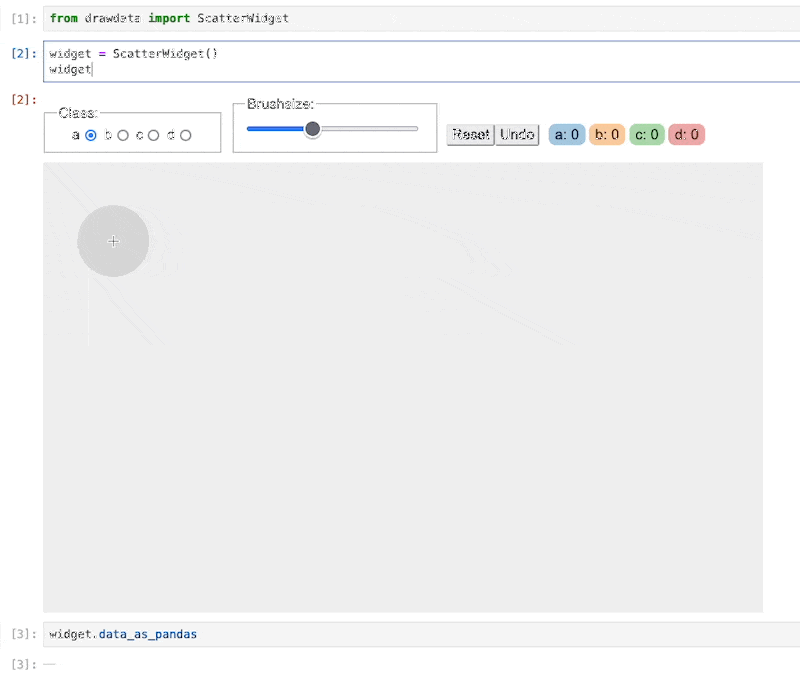 [1]: from drawdata import ScatterWidget
[2]: widget = ScatterWidget()
widget
[2]:
Class: Brushsize:
a b c d Reset Undo a: 0 b: 0 c: 0 d: 0
[3]: widget.data_as_pandas
[3]: —